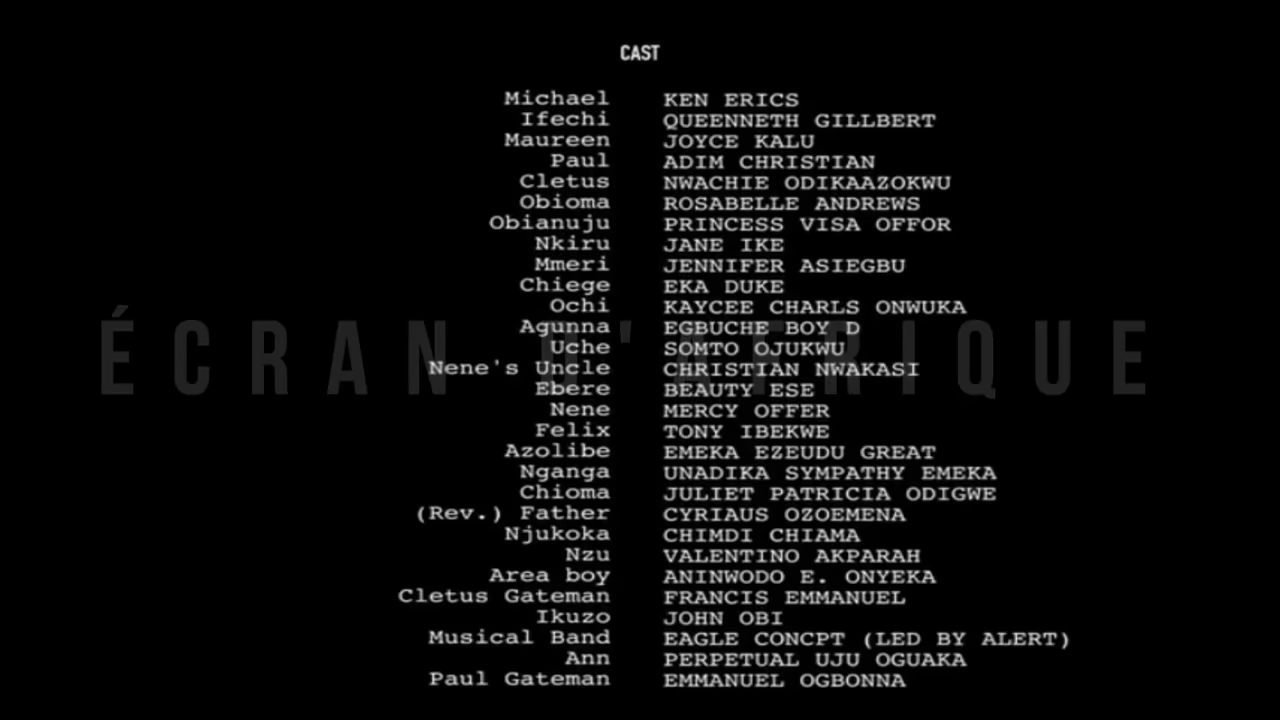 CAST
Michael KEN ERICS
Ifechi QUEENNETH GILLBERT
Maureen JOYCE KALU
Paul ADIM CHRISTIAN
Cletus NWACHIE ODIKAAZOKWU
Obioma ROSABELLE ANDREWS
Obianuju PRINCESS VISA OFFOR
Nkiru JANE IKE
Mmeri JENNIFER ASIEGBU
Chiege EKA DUKE
Ochi KAYCEE CHARLS ONWUKA
Agunna EGBUCHE BOY D
Uche SOMTO OJUKWU
ÉCRAN D'AFRIQUE
Nene's Uncle CHRISTIAN NWAKASI
Ebere BEAUTY ESE
Nene MERCY OFFER
Felix TONY IBEKWE
Azolibe EMEKA EZEUDU GREAT
Nganga UNADIKA SYMPATHY EMEKA
Chioma JULIET PATRICIA ODIGWE
(Rev.) Father CYRIAUS OZOEMENA
Njukoka CHIMDI CHIAMA
Nzu VALENTINO AKPARAH
Area boy ANINWODO E. ONYEKA
Cletus Gateman FRANCIS EMMANUEL
Ikuzo JOHN OBI
Musical Band EAGLE CONCPT (LED BY ALERT)
Ann PERPETUAL UJU OGUAKA
Paul Gateman EMMANUEL OGBONNA